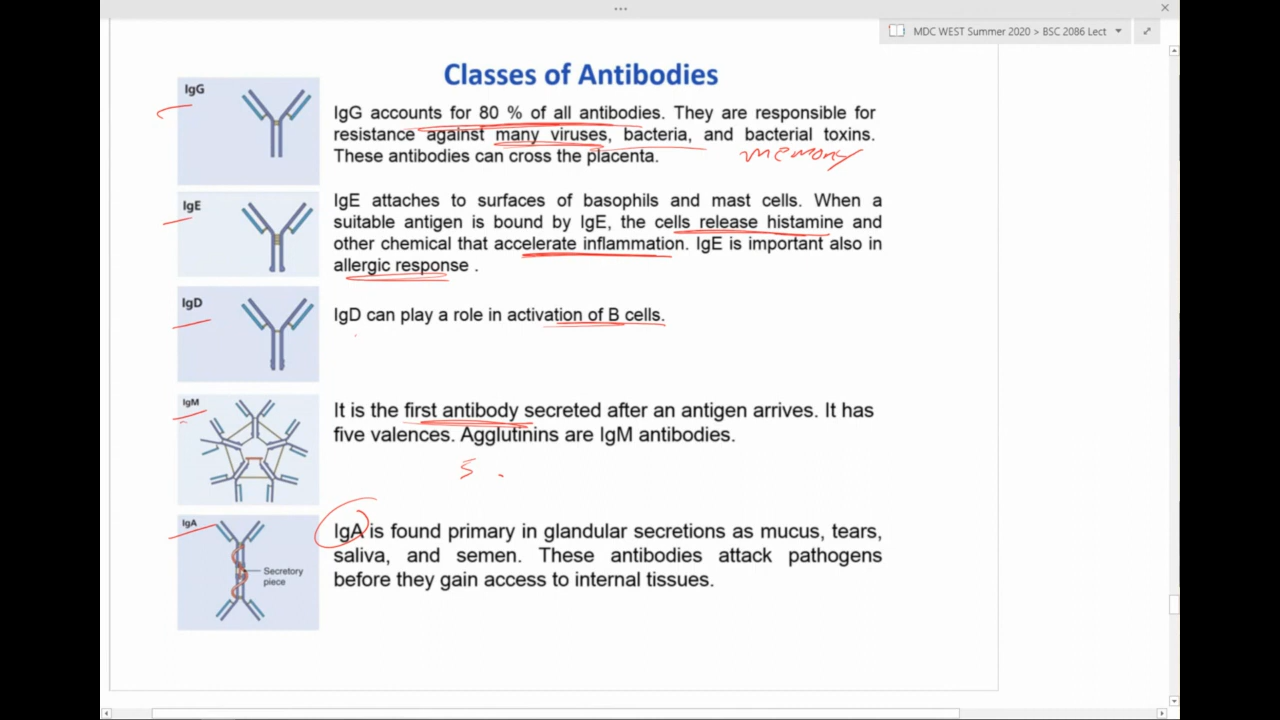 MDC WEST Summer 2020 > BSC 2086 Lect
Classes of Antibodies
IgG
IgG accounts for 80 % of all antibodies. They are responsible for
resistance against many viruses, bacteria, and bacterial toxins.
These antibodies can cross the placenta.
memory
IgE
IgE attaches to surfaces of basophils and mast cells. When a
suitable antigen is bound by IgE, the cells release histamine and
other chemical that accelerate inflammation. IgE is important also in
allergic response .
IgD
IgD can play a role in activation of B cells.
IgM
It is the first antibody secreted after an antigen arrives. It has
five valences. Agglutinins are IgM antibodies.
5
IgA
IgA is found primary in glandular secretions as mucus, tears,
saliva, and semen. These antibodies attack pathogens
before they gain access to internal tissues.
Secretory
piece